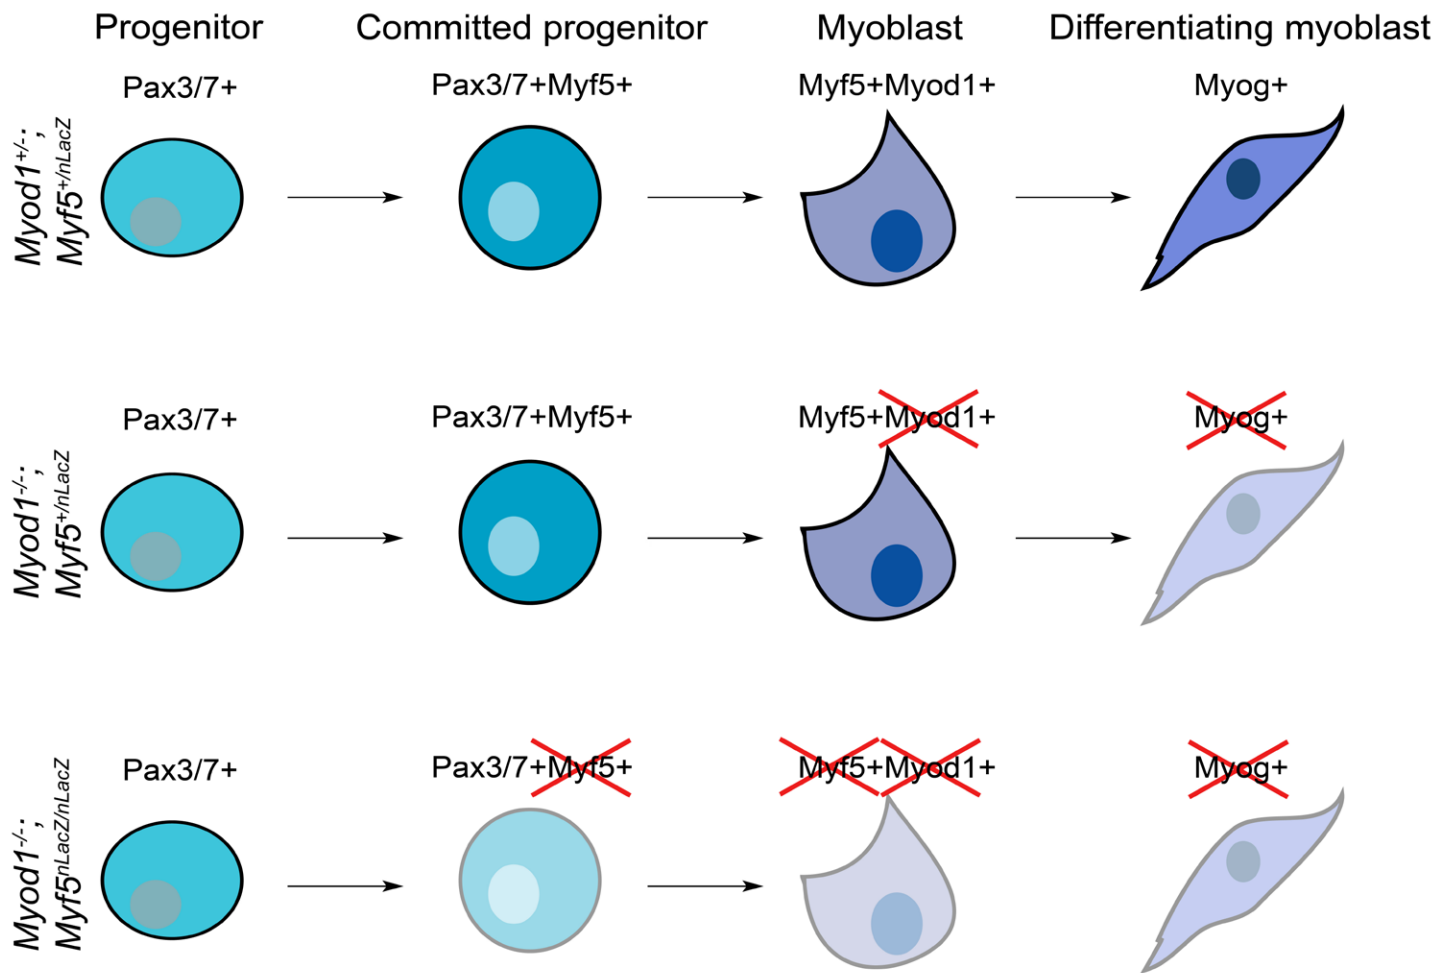 Progenitor Committed progenitor Myoblast Differentiating myoblast
Pax3/7+ Pax3/7+Myf5+ Myf5+Myod1+ Myog+
Myod1+/-;
Myf5+/nLacZ
Pax3/7+ Pax3/7+Myf5+ Myf5+Myod1+ Myog+
Myod1-/-;
Myf5+/nLacZ
Pax3/7+ Pax3/7+Myf5+ Myf5+Myod1+ Myog+
Myod1-/-;
Myf5nLacZ/nLacZ